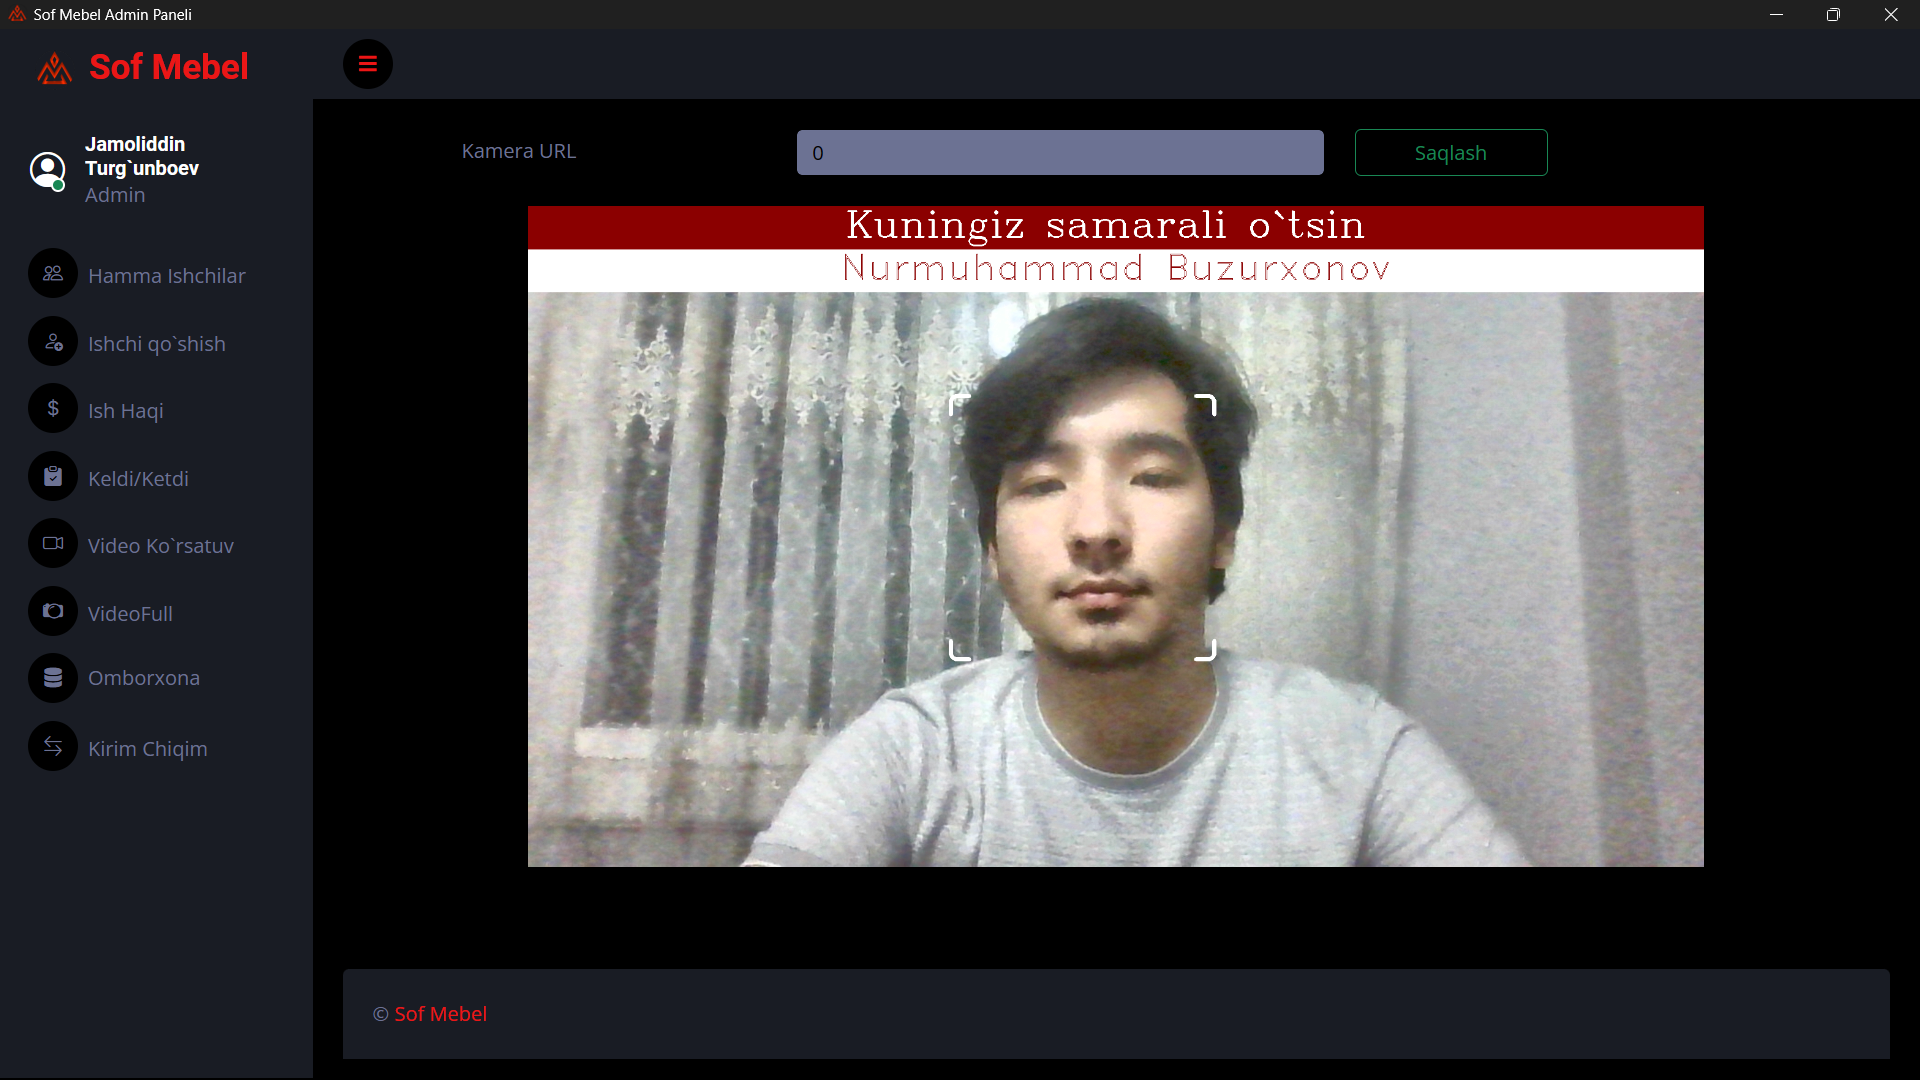 Sof Mebel Admin Paneli
Sof Mebel
Jamoliddin
Turg`unboev
Admin
Hamma Ishchilar
Ishchi qo`shish
Ish Haqi
Keldi/Ketdi
Video Ko`rsatuv
VideoFull
Omborxona
Kirim Chiqim
Kamera URL
0
Saqlash
Kuningiz samarali o`tsin
Nurmuhammad Buzurxonov
© Sof Mebel